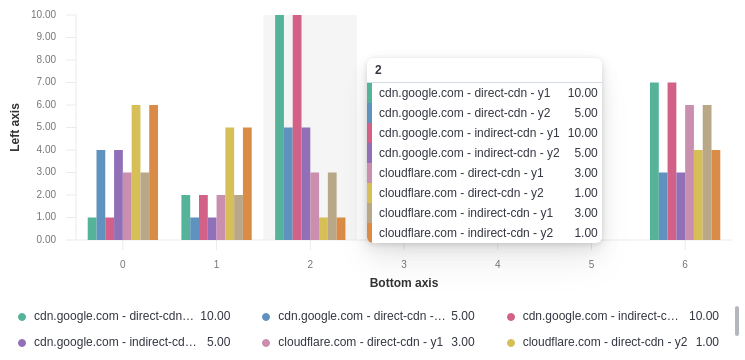 10.00
9.00
8.00
7.00
6.00
5.00
4.00
3.00
2.00
1.00
0.00
Left axis
2
cdn.google.com - direct-cdn - y1 10.00
cdn.google.com - direct-cdn - y2 5.00
cdn.google.com - indirect-cdn - y1 10.00
cdn.google.com - indirect-cdn - y2 5.00
cloudflare.com - direct-cdn - y1 3.00
cloudflare.com - direct-cdn - y2 1.00
cloudflare.com - indirect-cdn - y1 3.00
cloudflare.com - indirect-cdn - y2 1.00
0 1 2 3 4 5 6
Bottom axis
cdn.google.com - direct-cdn… 10.00 cdn.google.com - direct-cdn -… 5.00 cdn.google.com - indirect-c… 10.00
cdn.google.com - indirect-cd… 5.00 cloudflare.com - direct-cdn - y1 3.00 cloudflare.com - direct-cdn - y2 1.00